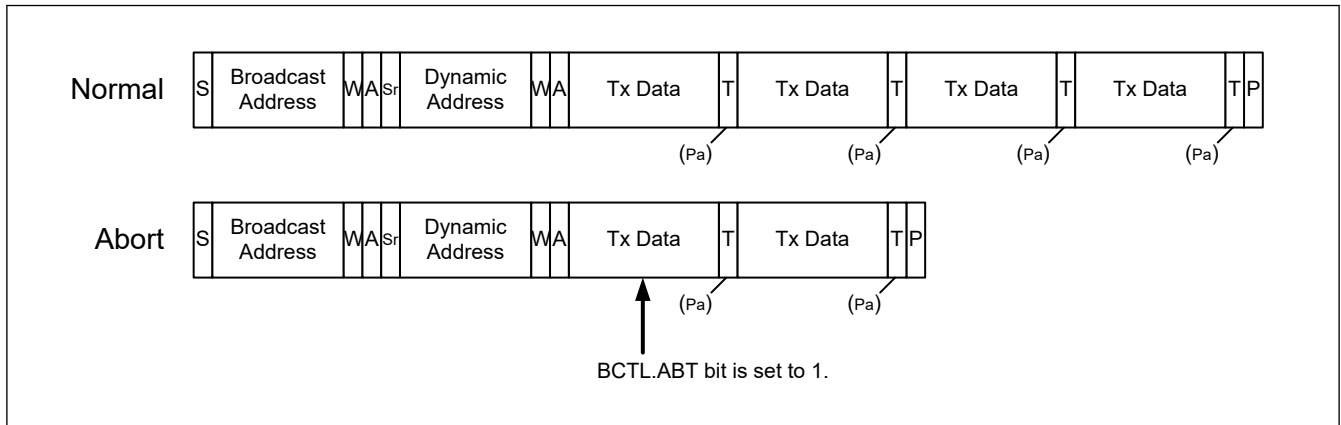 Normal S Broadcast Address W A Sr Dynamic Address W A Tx Data T Tx Data T Tx Data T Tx Data T P
(Pa) (Pa) (Pa) (Pa)
Abort S Broadcast Address W A Sr Dynamic Address W A Tx Data T Tx Data T P
(Pa) (Pa)
BCTL.ABT bit is set to 1.